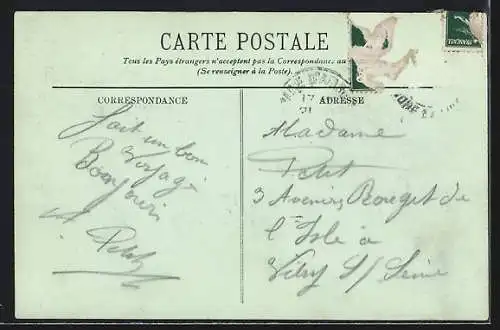 CARTE POSTALE
Tous les Pays étrangers n'acceptent pas la Correspondance au
(Se renseigner à la Poste).
CORRESPONDANCE
ADRESSE
Fait un bon
Voyage
Bonjour
Petit
Madame
Petit
3 Avenue Rouget de
l'Isle à
Vitry S/ Seine